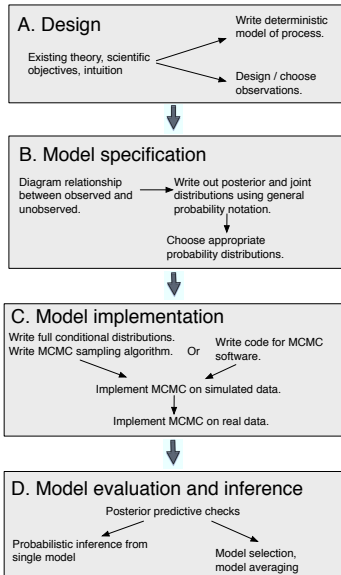 A. Design
Write deterministic
model of process.
Existing theory, scientific
objectives, intuition
Design / choose
observations.
B. Model specification
Diagram relationship
between observed and
unobserved.
Write out posterior and joint
distributions using general
probability notation.
Choose appropriate
probability distributions.
C. Model implementation
Write full conditional distributions.
Write MCMC sampling algorithm.
Or
Write code for MCMC
software.
Implement MCMC on simulated data.
Implement MCMC on real data.
D. Model evaluation and inference
Posterior predictive checks
Probabilistic inference from
single model
Model selection,
model averaging